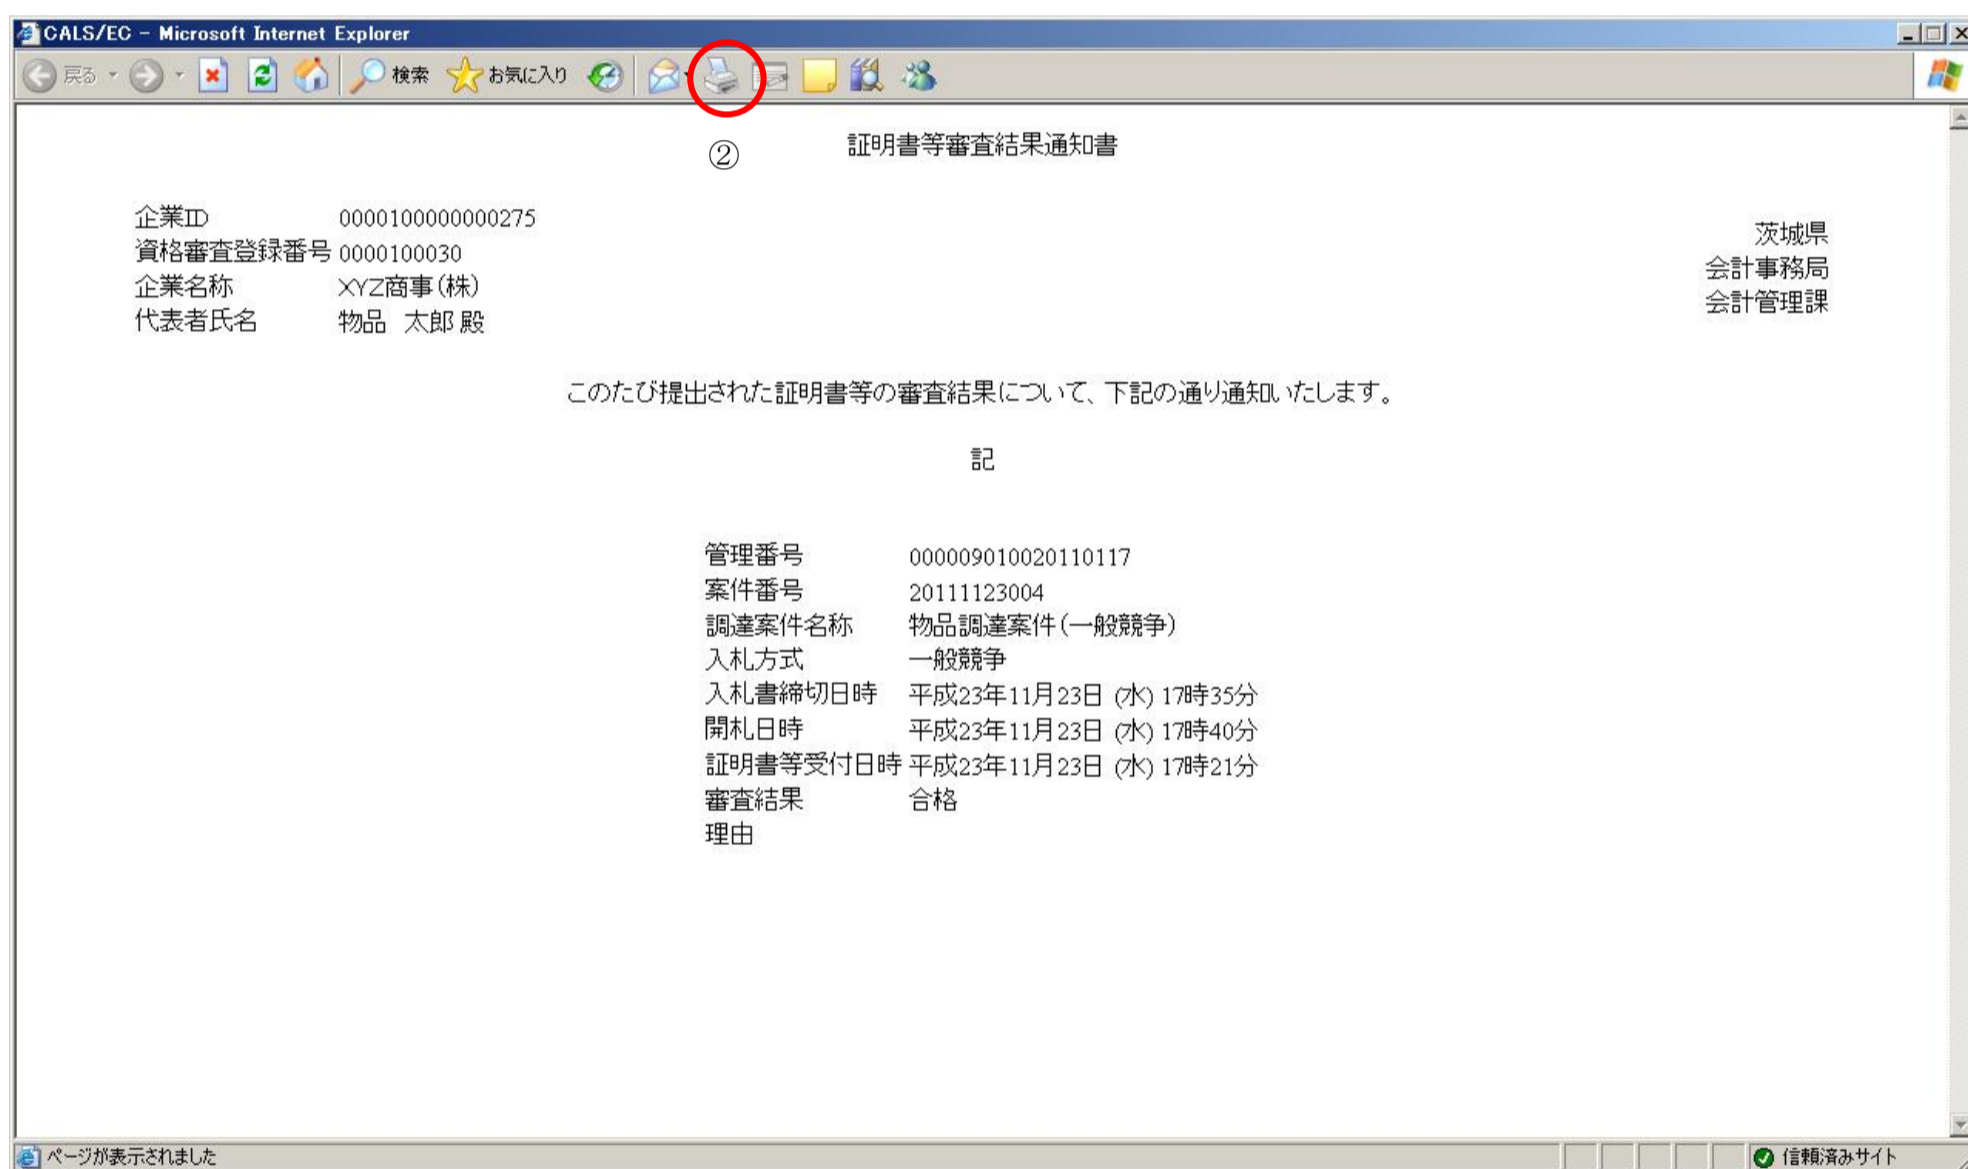 CALS/EC - Microsoft Internet Explorer
戻る 検索 お気に入り
②
証明書等審査結果通知書
企業ID 0000100000000275
資格審査登録番号 0000100030
企業名称 XYZ商事(株)
代表者氏名 物品 太郎 殿
茨城県
会計事務局
会計管理課
このたび提出された証明書等の審査結果について、下記の通り通知いたします。
記
管理番号 000009010020110117
案件番号 20111123004
調達案件名称 物品調達案件(一般競争)
入札方式 一般競争
入札書締切日時 平成23年11月23日 (水) 17時35分
開札日時 平成23年11月23日 (水) 17時40分
証明書等受付日時 平成23年11月23日 (水) 17時21分
審査結果 合格
理由
ページが表示されました 信頼済みサイト